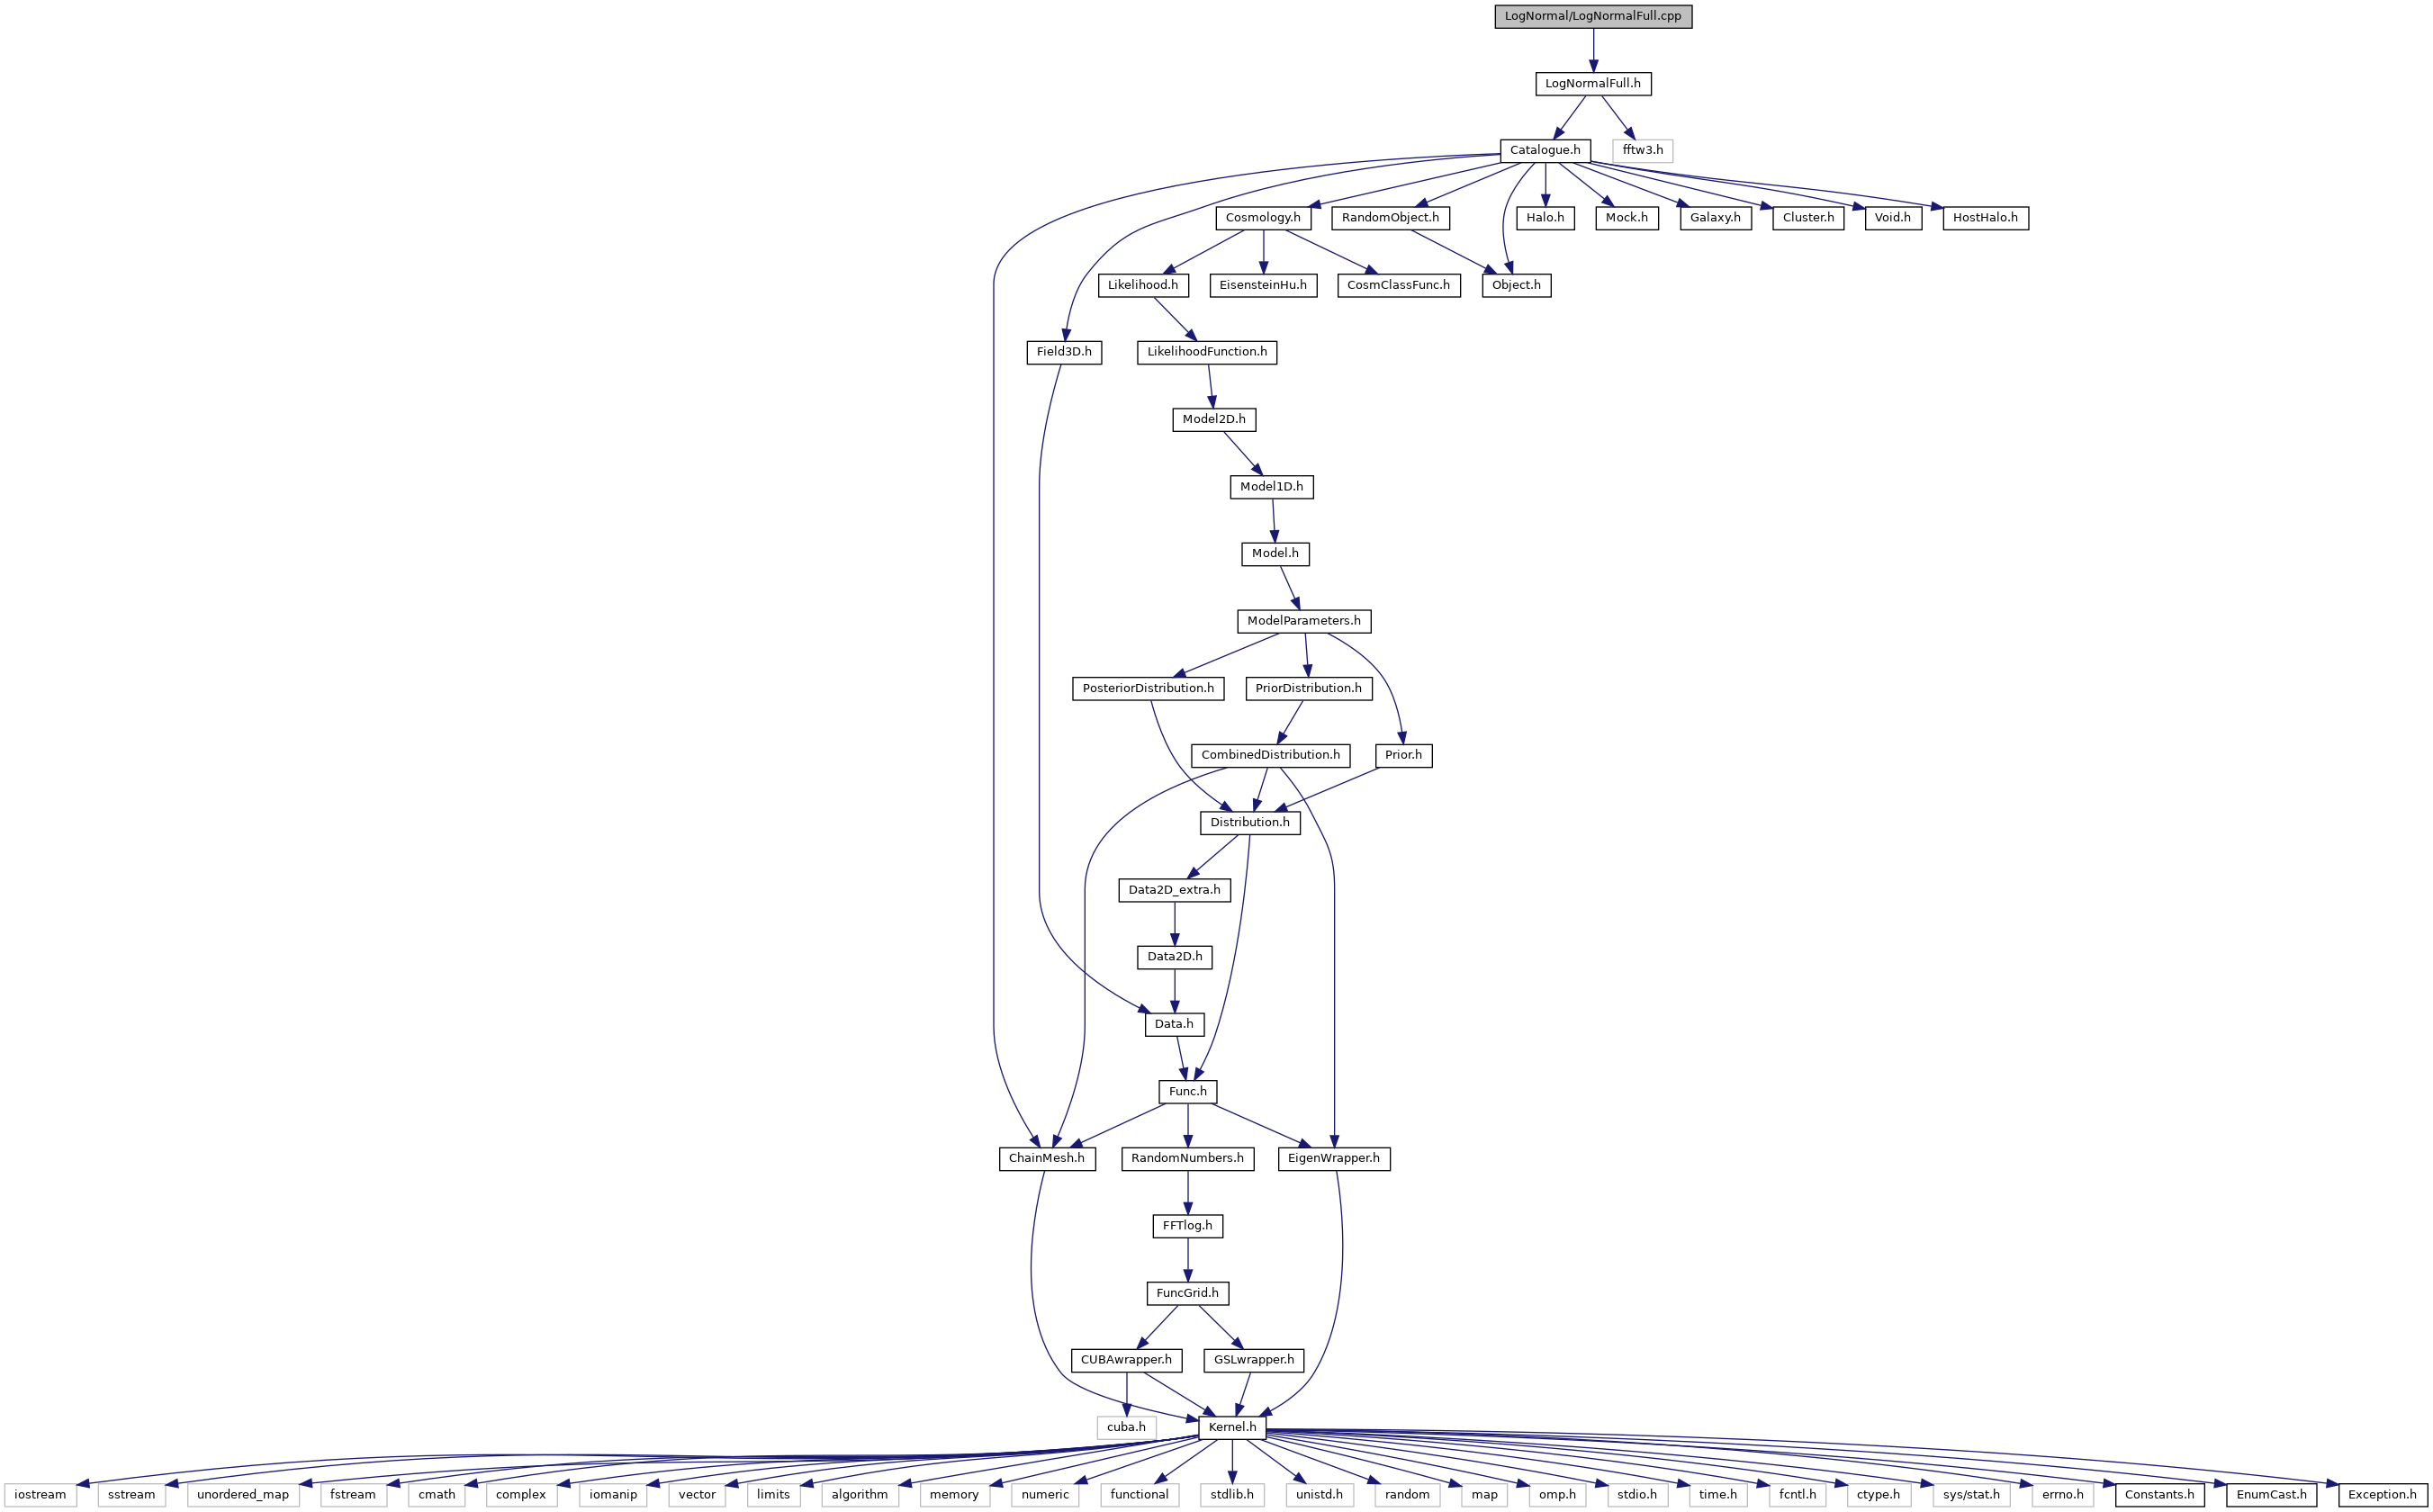 LogNormal/LogNormalFull.cpp
LogNormalFull.h
Catalogue.h
fftw3.h
Cosmology.h
RandomObject.h
Halo.h
Mock.h
Galaxy.h
Cluster.h
Void.h
HostHalo.h
Likelihood.h
EisensteinHu.h
CosmClassFunc.h
Object.h
Field3D.h
LikelihoodFunction.h
Model2D.h
Model1D.h
Model.h
ModelParameters.h
PosteriorDistribution.h
PriorDistribution.h
CombinedDistribution.h
Prior.h
Distribution.h
Data2D_extra.h
Data2D.h
Data.h
Func.h
ChainMesh.h
RandomNumbers.h
EigenWrapper.h
FFTlog.h
FuncGrid.h
CUBAwrapper.h
GSLwrapper.h
cuba.h
Kernel.h
iostream
sstream
unordered_map
fstream
cmath
complex
iomanip
vector
limits
algorithm
memory
numeric
functional
stdlib.h
unistd.h
random
map
omp.h
stdio.h
time.h
fcntl.h
ctype.h
sys/stat.h
errno.h
Constants.h
EnumCast.h
Exception.h